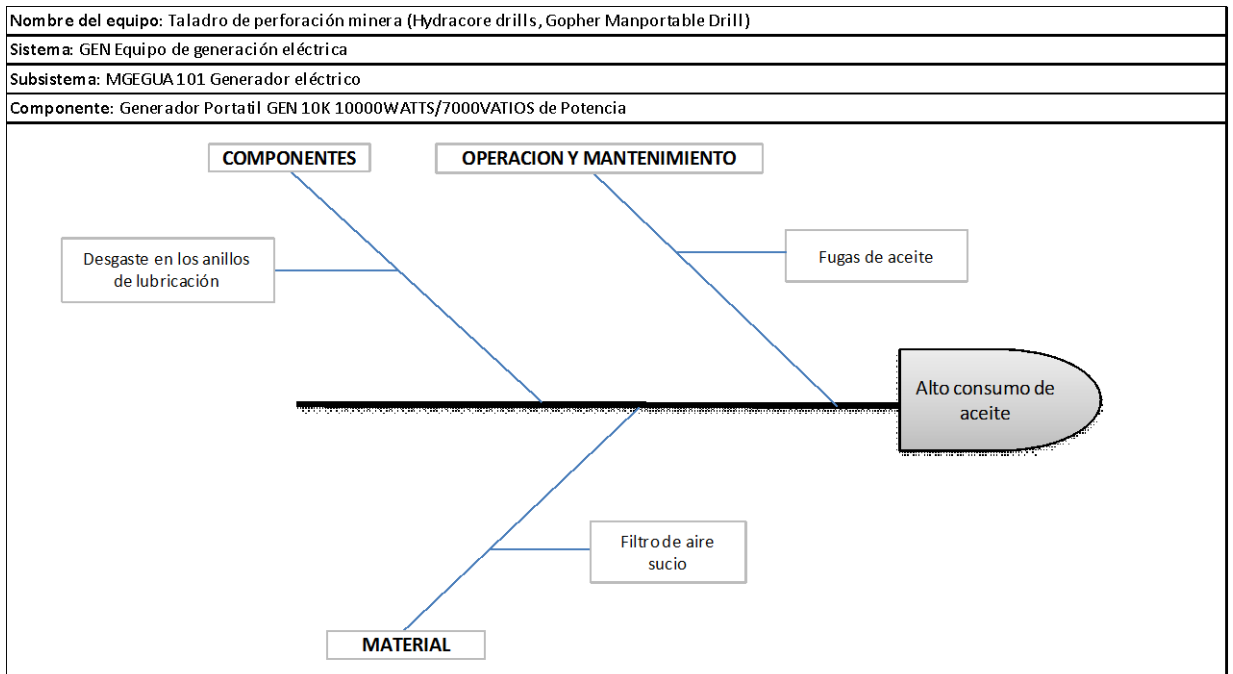 Nombre del equipo: Taladro de perforación minera (Hydracore drills, Gopher Manportable Drill)
Sistema: GEN Equipo de generación eléctrica
Subsistema: MGEGUA101 Generador eléctrico
Componente: Generador Portatil GEN 10K 10000WATTS/7000VATIOS de Potencia
COMPONENTES
OPERACION Y MANTENIMIENTO
Desgaste en los anillos
de lubricación
Fugas de aceite
Alto consumo de
aceite
Filtro de aire
sucio
MATERIAL